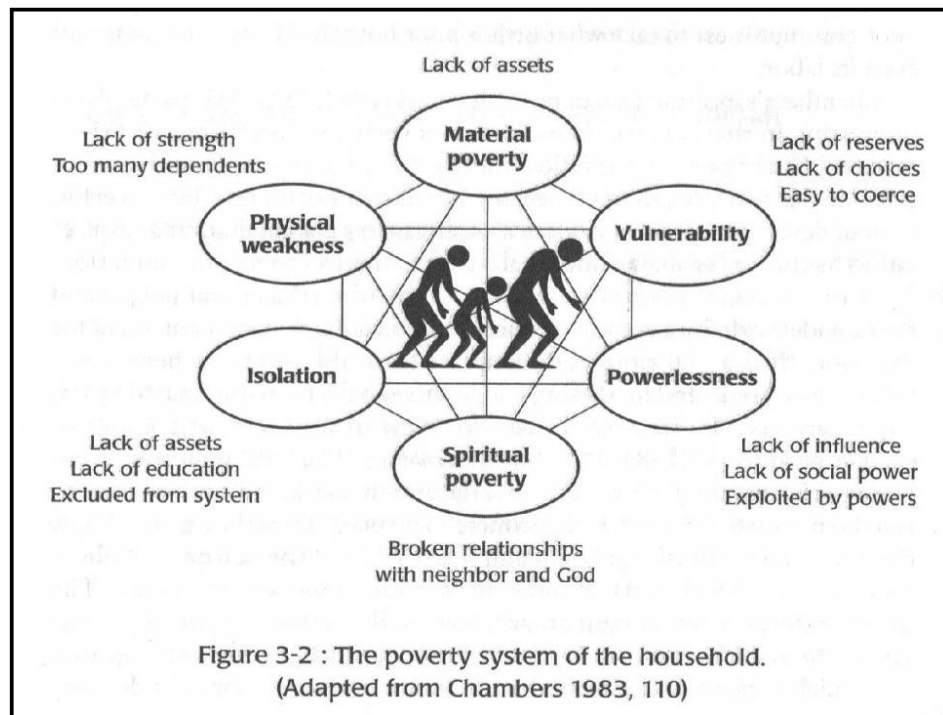 Lack of assets
Material
poverty
Lack of strength
Too many dependents
Lack of reserves
Lack of choices
Easy to coerce
Physical
weakness
Vulnerability
Isolation
Powerlessness
Lack of assets
Lack of education
Excluded from system
Spiritual
poverty
Lack of influence
Lack of social power
Exploited by powers
Broken relationships
with neighbor and God
Figure 3-2 : The poverty system of the household.
(Adapted from Chambers 1983, 110)